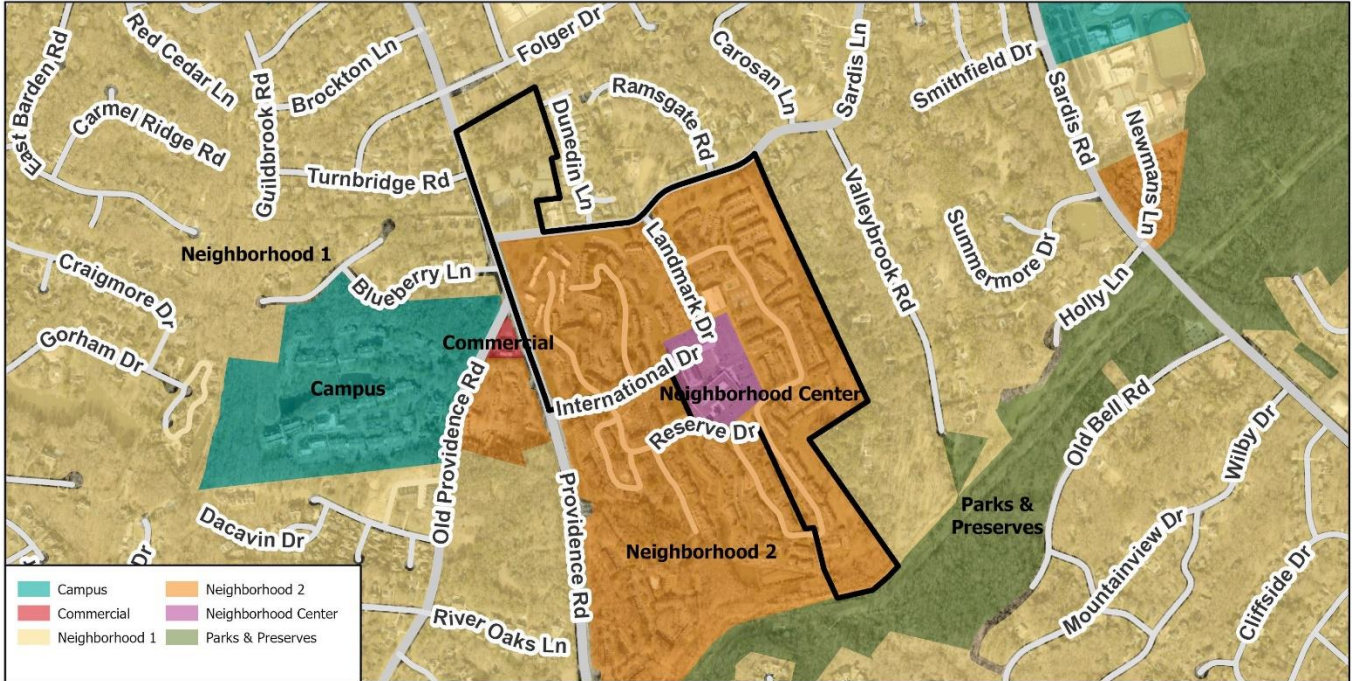 East Barden Rd
Red Cedar Ln
Brockton Ln
Folger Dr
Carmel Ridge Rd
Guildbrook Rd
Turnbridge Rd
Dunedin Ln
Ramsgate Rd
Carosan Ln
Sardis Ln
Smithfield Dr
Sardis Rd
Newmans Ln
Valleybrook Rd
Summermore Dr
Holly Ln
Neighborhood 1
Craigmore Dr
Blueberry Ln
Gorham Dr
Campus
Commercial
Landmark Dr
International Dr
Neighborhood Center
Reserve Dr
Old Providence Rd
Providence Rd
Neighborhood 2
Parks &
Preserves
Old Bell Rd
Wilby Dr
Mountainview Dr
Cliffside Dr
Dacavin Dr
Dr
River Oaks Ln
Campus
Commercial
Neighborhood 1
Neighborhood 2
Neighborhood Center
Parks & Preserves